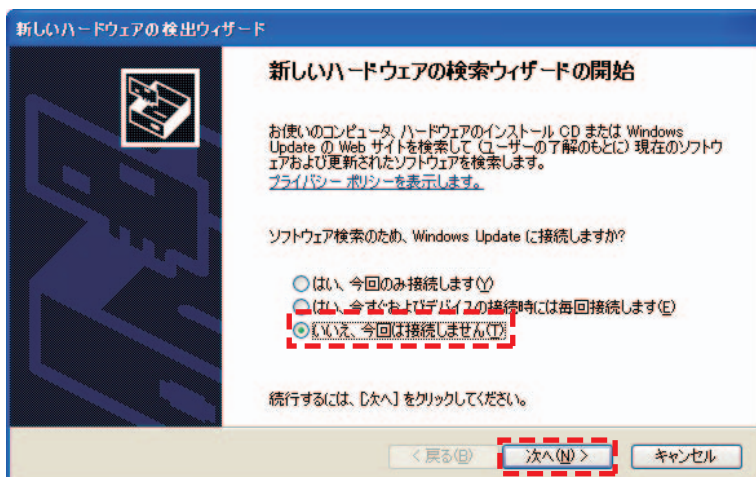 新しいハードウェアの検出ウィザード
新しいハードウェアの検索ウィザードの開始
お使いのコンピュータ、ハードウェアのインストール CD または Windows
Update の Web サイトを検索して (ユーザーの了解のもとに) 現在のソフトウ
ェアおよび更新されたソフトウェアを検索します。
プライバシー ポリシーを表示します。
ソフトウェア検索のため、Windows Update に接続しますか?
はい、今回のみ接続します(Y)
はい、今すぐおよびデバイスの接続時には毎回接続します(E)
いいえ、今回は接続しません(T)
続行するには、[次へ] をクリックしてください。
< 戻る(B)
次へ(N) >
キャンセル